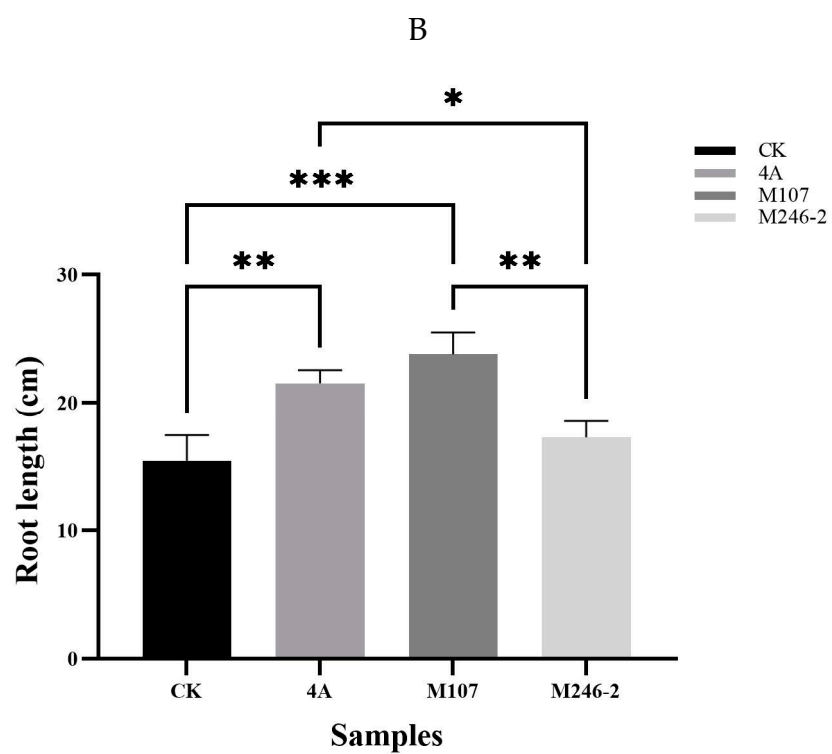 B
*
CK
4A
M107
M246-2
***
**
**
30
20
10
0
Root length (cm)
CK 4A M107 M246-2
Samples